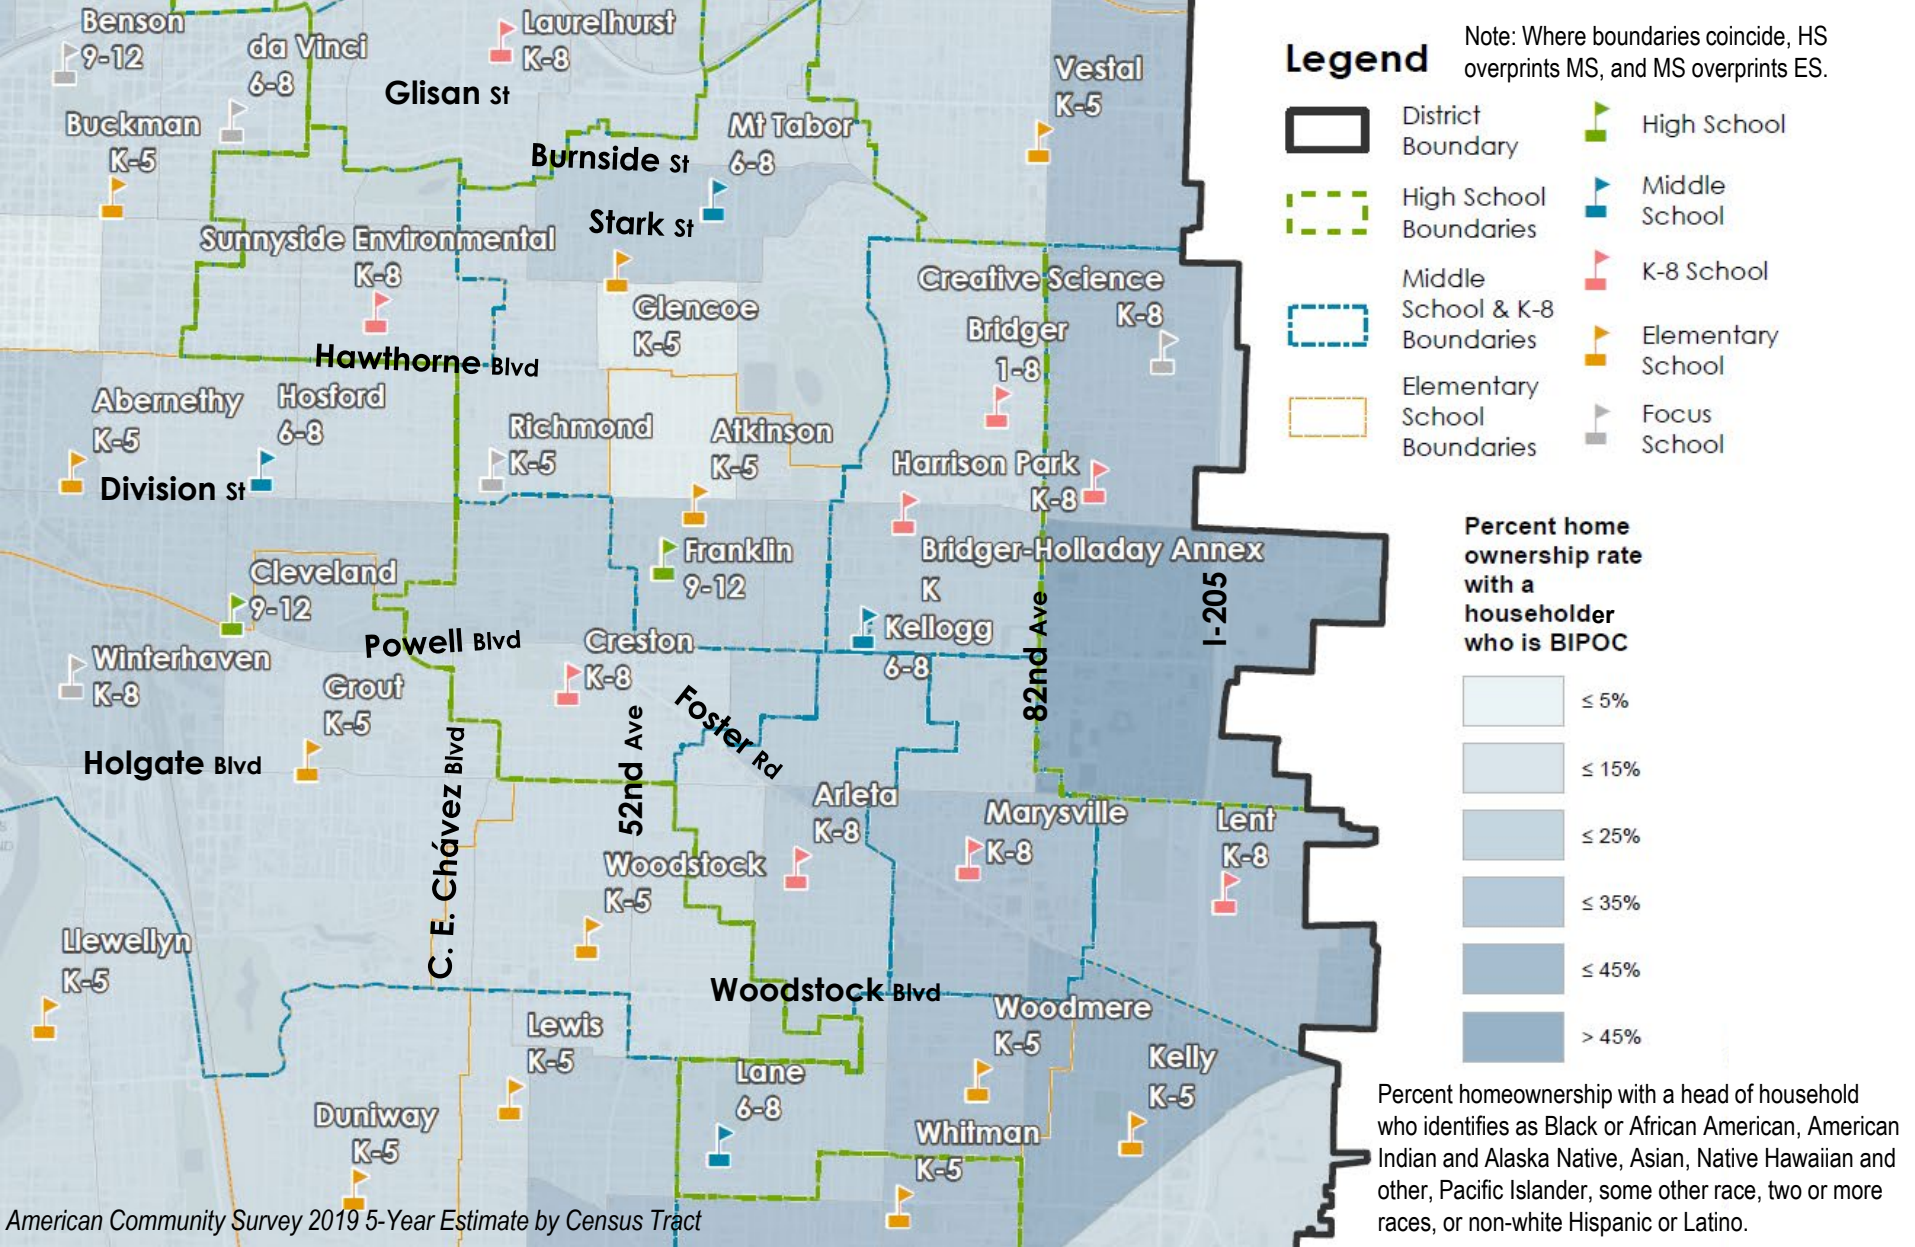 Benson
9-12
da Vinci
6-8
Laurelhurst
K-8
Glisan St
Buckman
K-5
Mt Tabor
6-8
Burnside St
Vestal
K-5
Stark St
Sunnyside Environmental
K-8
Glencoe
K-5
Creative Science
K-8
Bridger
1-8
Hawthorne Blvd
Abernethy
K-5
Hosford
6-8
Richmond
K-5
Atkinson
K-5
Harrison Park
K-8
Division St
Franklin
9-12
Bridger-Holladay Annex
K
Cleveland
9-12
I-205
Kellogg
6-8
Powell Blvd
Creston
K-8
Winterhaven
K-8
Grout
K-5
82nd Ave
Foster Rd
52nd Ave
Holgate Blvd
C. E. Chávez Blvd
Arleta
K-8
Marysville
K-8
Lent
K-8
Woodstock
K-5
Llewellyn
K-5
Woodstock Blvd
Woodmere
K-5
Lewis
K-5
Kelly
K-5
Lane
6-8
Duniway
K-5
Whitman
K-5
American Community Survey 2019 5-Year Estimate by Census Tract
Legend
Note: Where boundaries coincide, HS
overprints MS, and MS overprints ES.
District
Boundary
High School
Boundaries
Middle
School & K-8
Boundaries
Elementary
School
Boundaries
High School
Middle
School
K-8 School
Elementary
School
Focus
School
Percent home
ownership rate
with a
householder
who is BIPOC
≤ 5%
≤ 15%
≤ 25%
≤ 35%
≤ 45%
> 45%
Percent homeownership with a head of household
who identifies as Black or African American, American
Indian and Alaska Native, Asian, Native Hawaiian and
other, Pacific Islander, some other race, two or more
races, or non-white Hispanic or Latino.